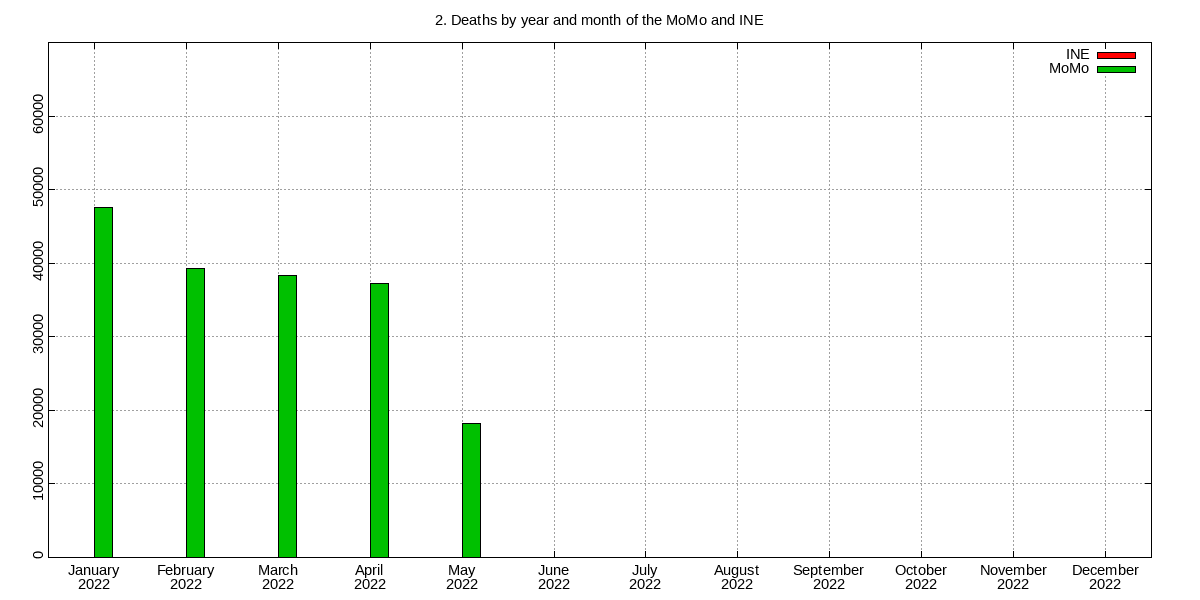 2. Deaths by year and month of the MoMo and INE
INE
MoMo
60000
50000
40000
30000
20000
10000
0
January February March April May June July August September October November December
2022 2022 2022 2022 2022 2022 2022 2022 2022 2022 2022 2022